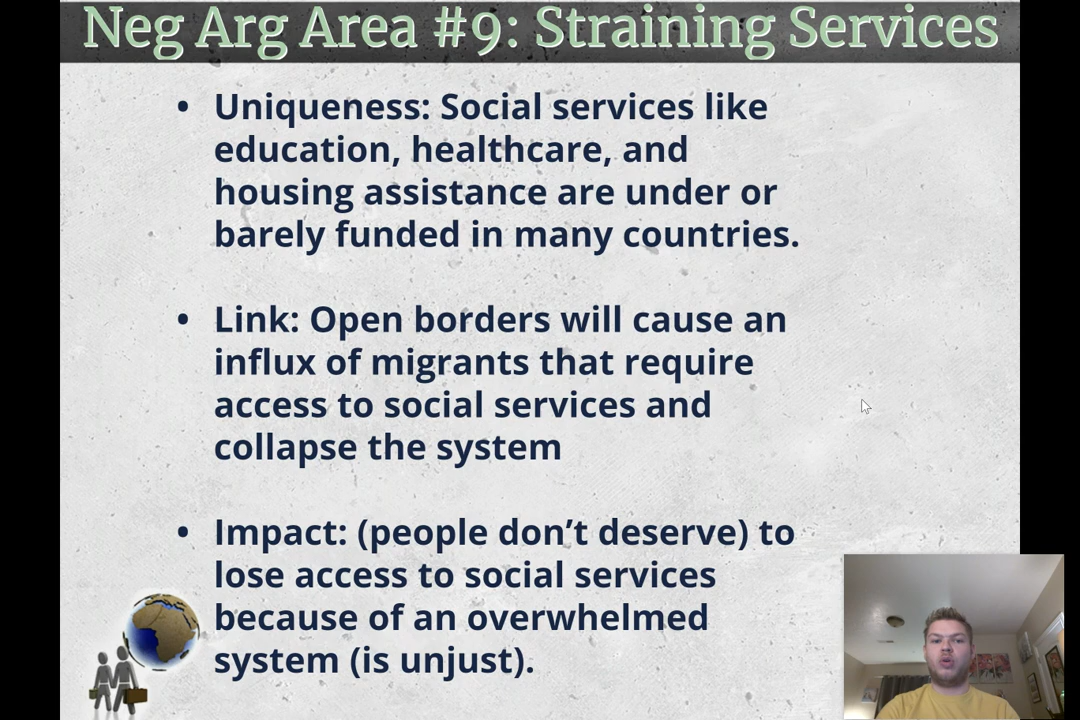 Neg Arg Area #9: Straining Services
• Uniqueness: Social services like
education, healthcare, and
housing assistance are under or
barely funded in many countries.
• Link: Open borders will cause an
influx of migrants that require
access to social services and
collapse the system
• Impact: (people don’t deserve) to
lose access to social services
because of an overwhelmed
system (is unjust).